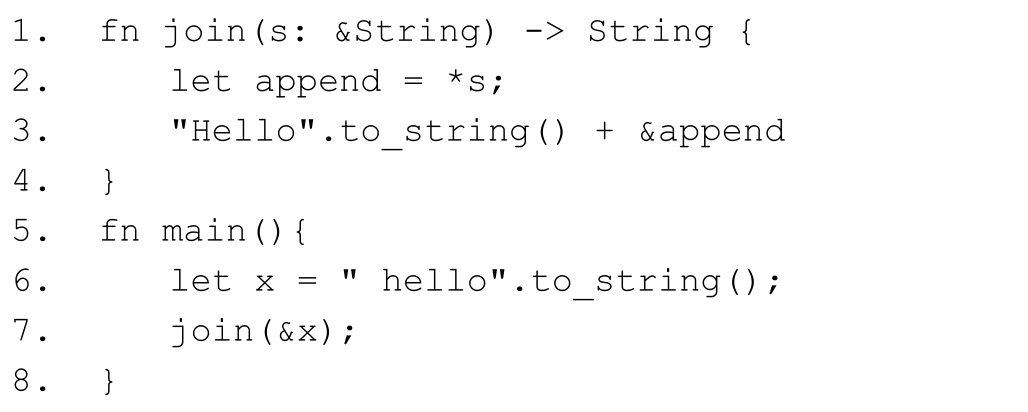 1. fn join(s: &String) -> String {
2.     let append = *s;
3.     "Hello".to_string() + &append
4. }
5. fn main(){
6.     let x = " hello".to_string();
7.     join(&x);
8. }